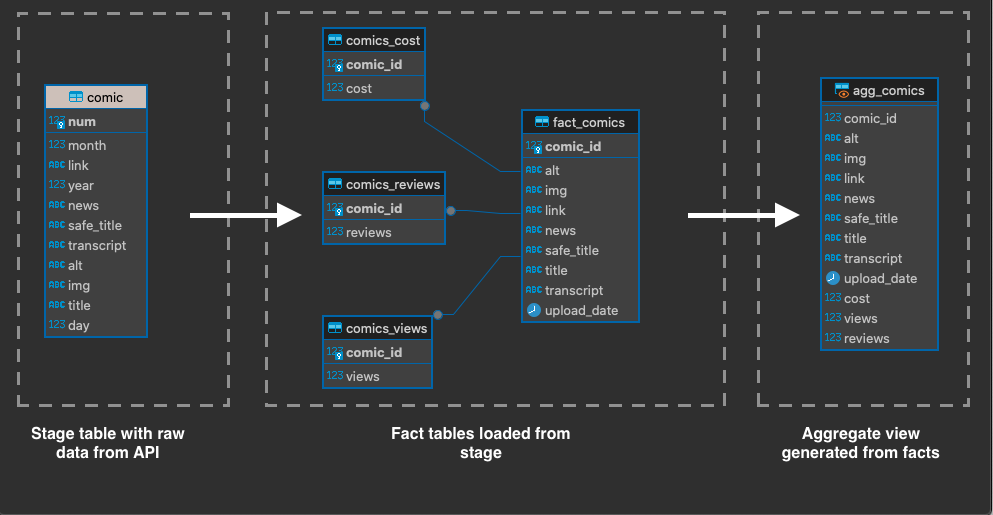 comic
123 num
123 month
ABC link
123 year
ABC news
ABC safe_title
ABC transcript
ABC alt
ABC img
ABC title
123 day
Stage table with raw
data from API
comics_cost
123 comic_id
123 cost
comics_reviews
123 comic_id
123 reviews
comics_views
123 comic_id
123 views
fact_comics
123 comic_id
ABC alt
ABC img
ABC link
ABC news
ABC safe_title
ABC title
ABC transcript
upload_date
Fact tables loaded from
stage
agg_comics
123 comic_id
ABC alt
ABC img
ABC link
ABC news
ABC safe_title
ABC title
ABC transcript
upload_date
123 cost
123 views
123 reviews
Aggregate view
generated from facts